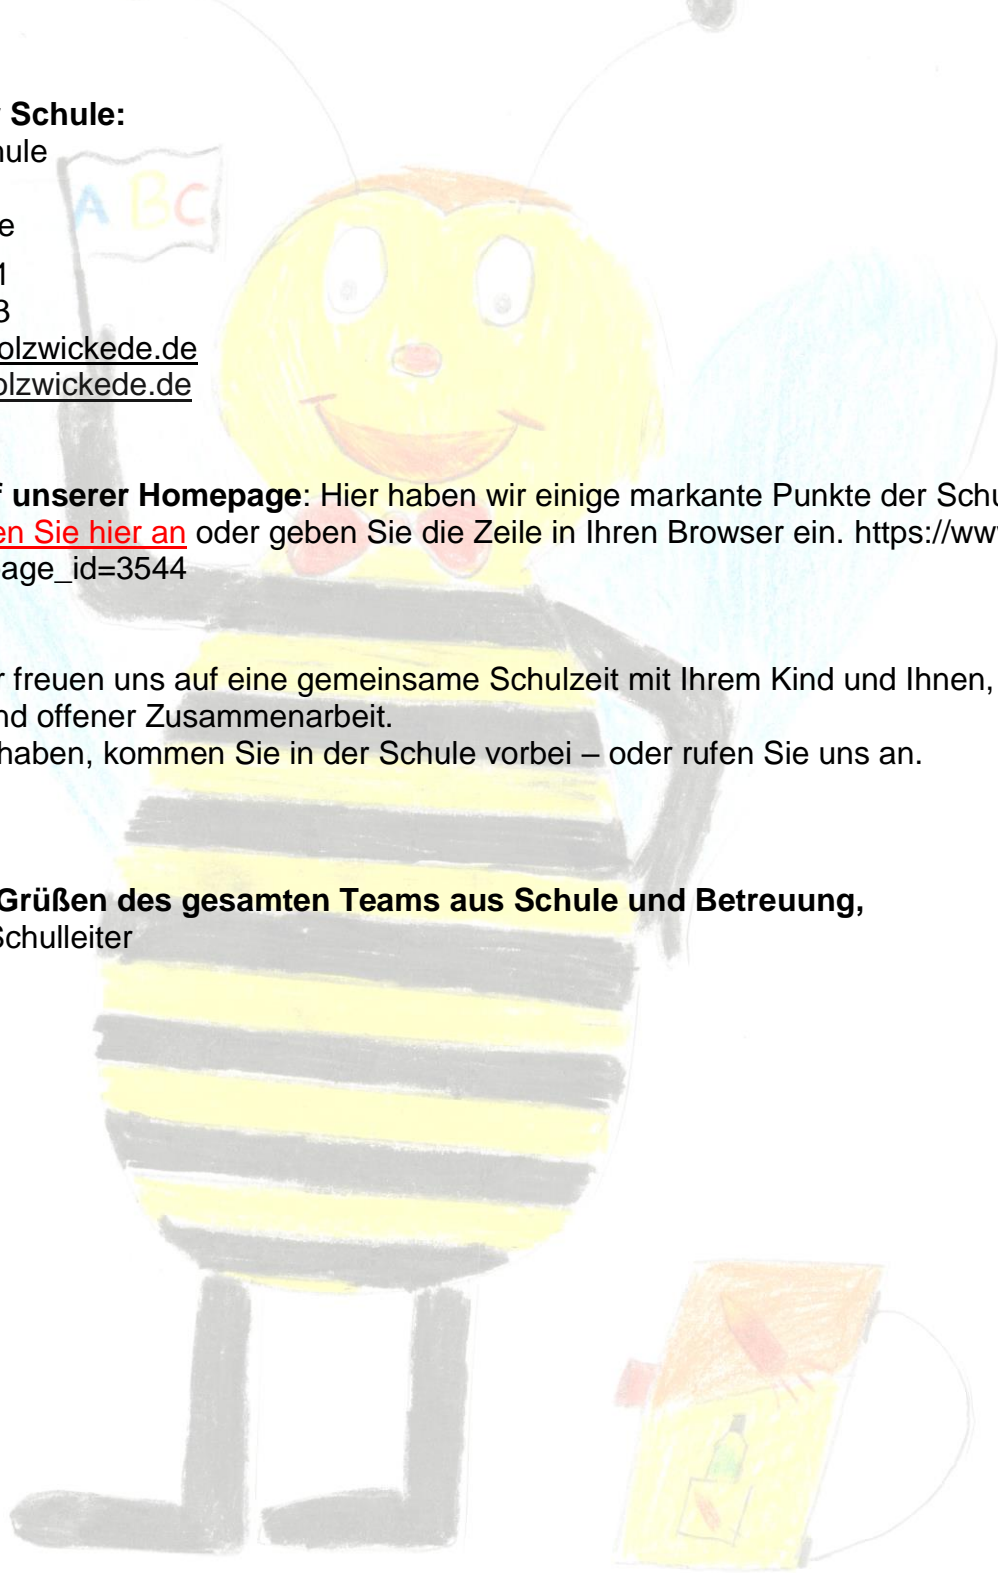 Schule:
hule
A B C
e
1
3
olzwickede.de
olzwickede.de
f unserer Homepage: Hier haben wir einige markante Punkte der Schu
en Sie hier an oder geben Sie die Zeile in Ihren Browser ein. https://www
age_id=3544
r freuen uns auf eine gemeinsame Schulzeit mit Ihrem Kind und Ihnen,
nd offener Zusammenarbeit.
haben, kommen Sie in der Schule vorbei – oder rufen Sie uns an.
Grüßen des gesamten Teams aus Schule und Betreuung,
Schulleiter